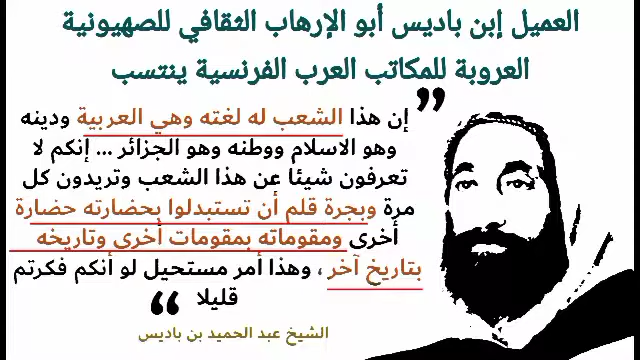 العميل إبن باديس أبو الإرهاب الثقافي للصهيونية
العروبة للمكاتب العرب الفرنسية ينتسب
” إن هذا الشعب له لغته وهي العربية ودينه
وهو الاسلام ووطنه وهو الجزائر ... إنكم لا
تعرفون شيئا عن هذا الشعب وتريدون كل
مرة وبجرة قلم أن تستبدلوا بحضارته حضارة
أخرى ومقوماته بمقومات أخرى وتاريخه
بتاريخ آخر ، وهذا أمر مستحيل لو أنكم فكرتم
قليلا “
الشيخ عبد الحميد بن باديس